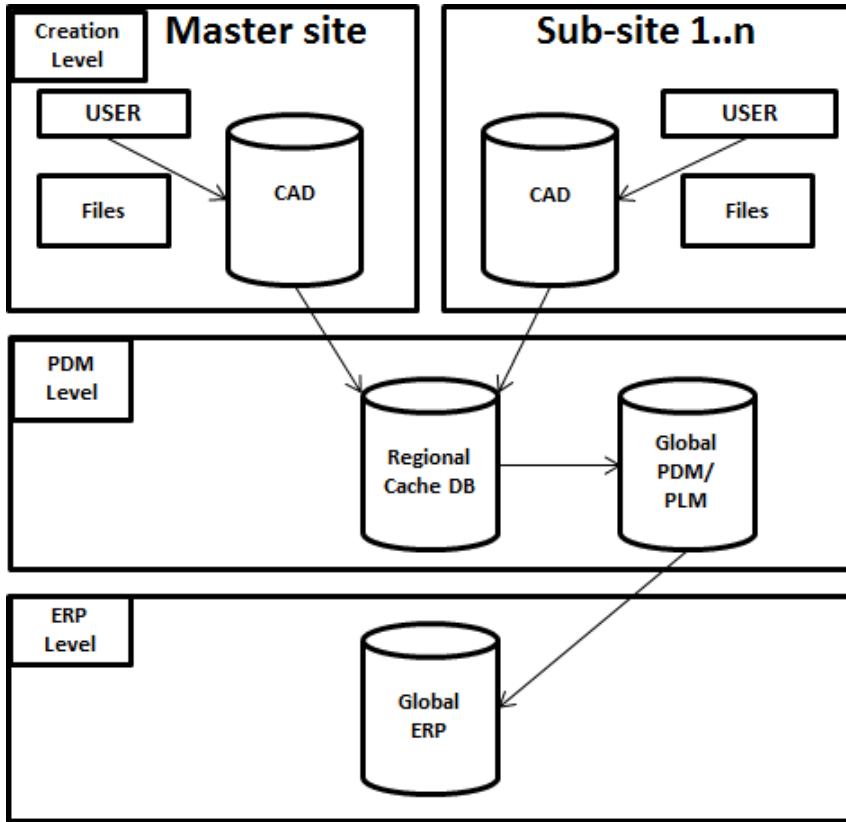 Creation
Level
Master site
Sub-site 1..n
USER
USER
CAD
CAD
Files
Files
PDM
Level
Regional
Cache DB
Global
PDM/
PLM
ERP
Level
Global
ERP